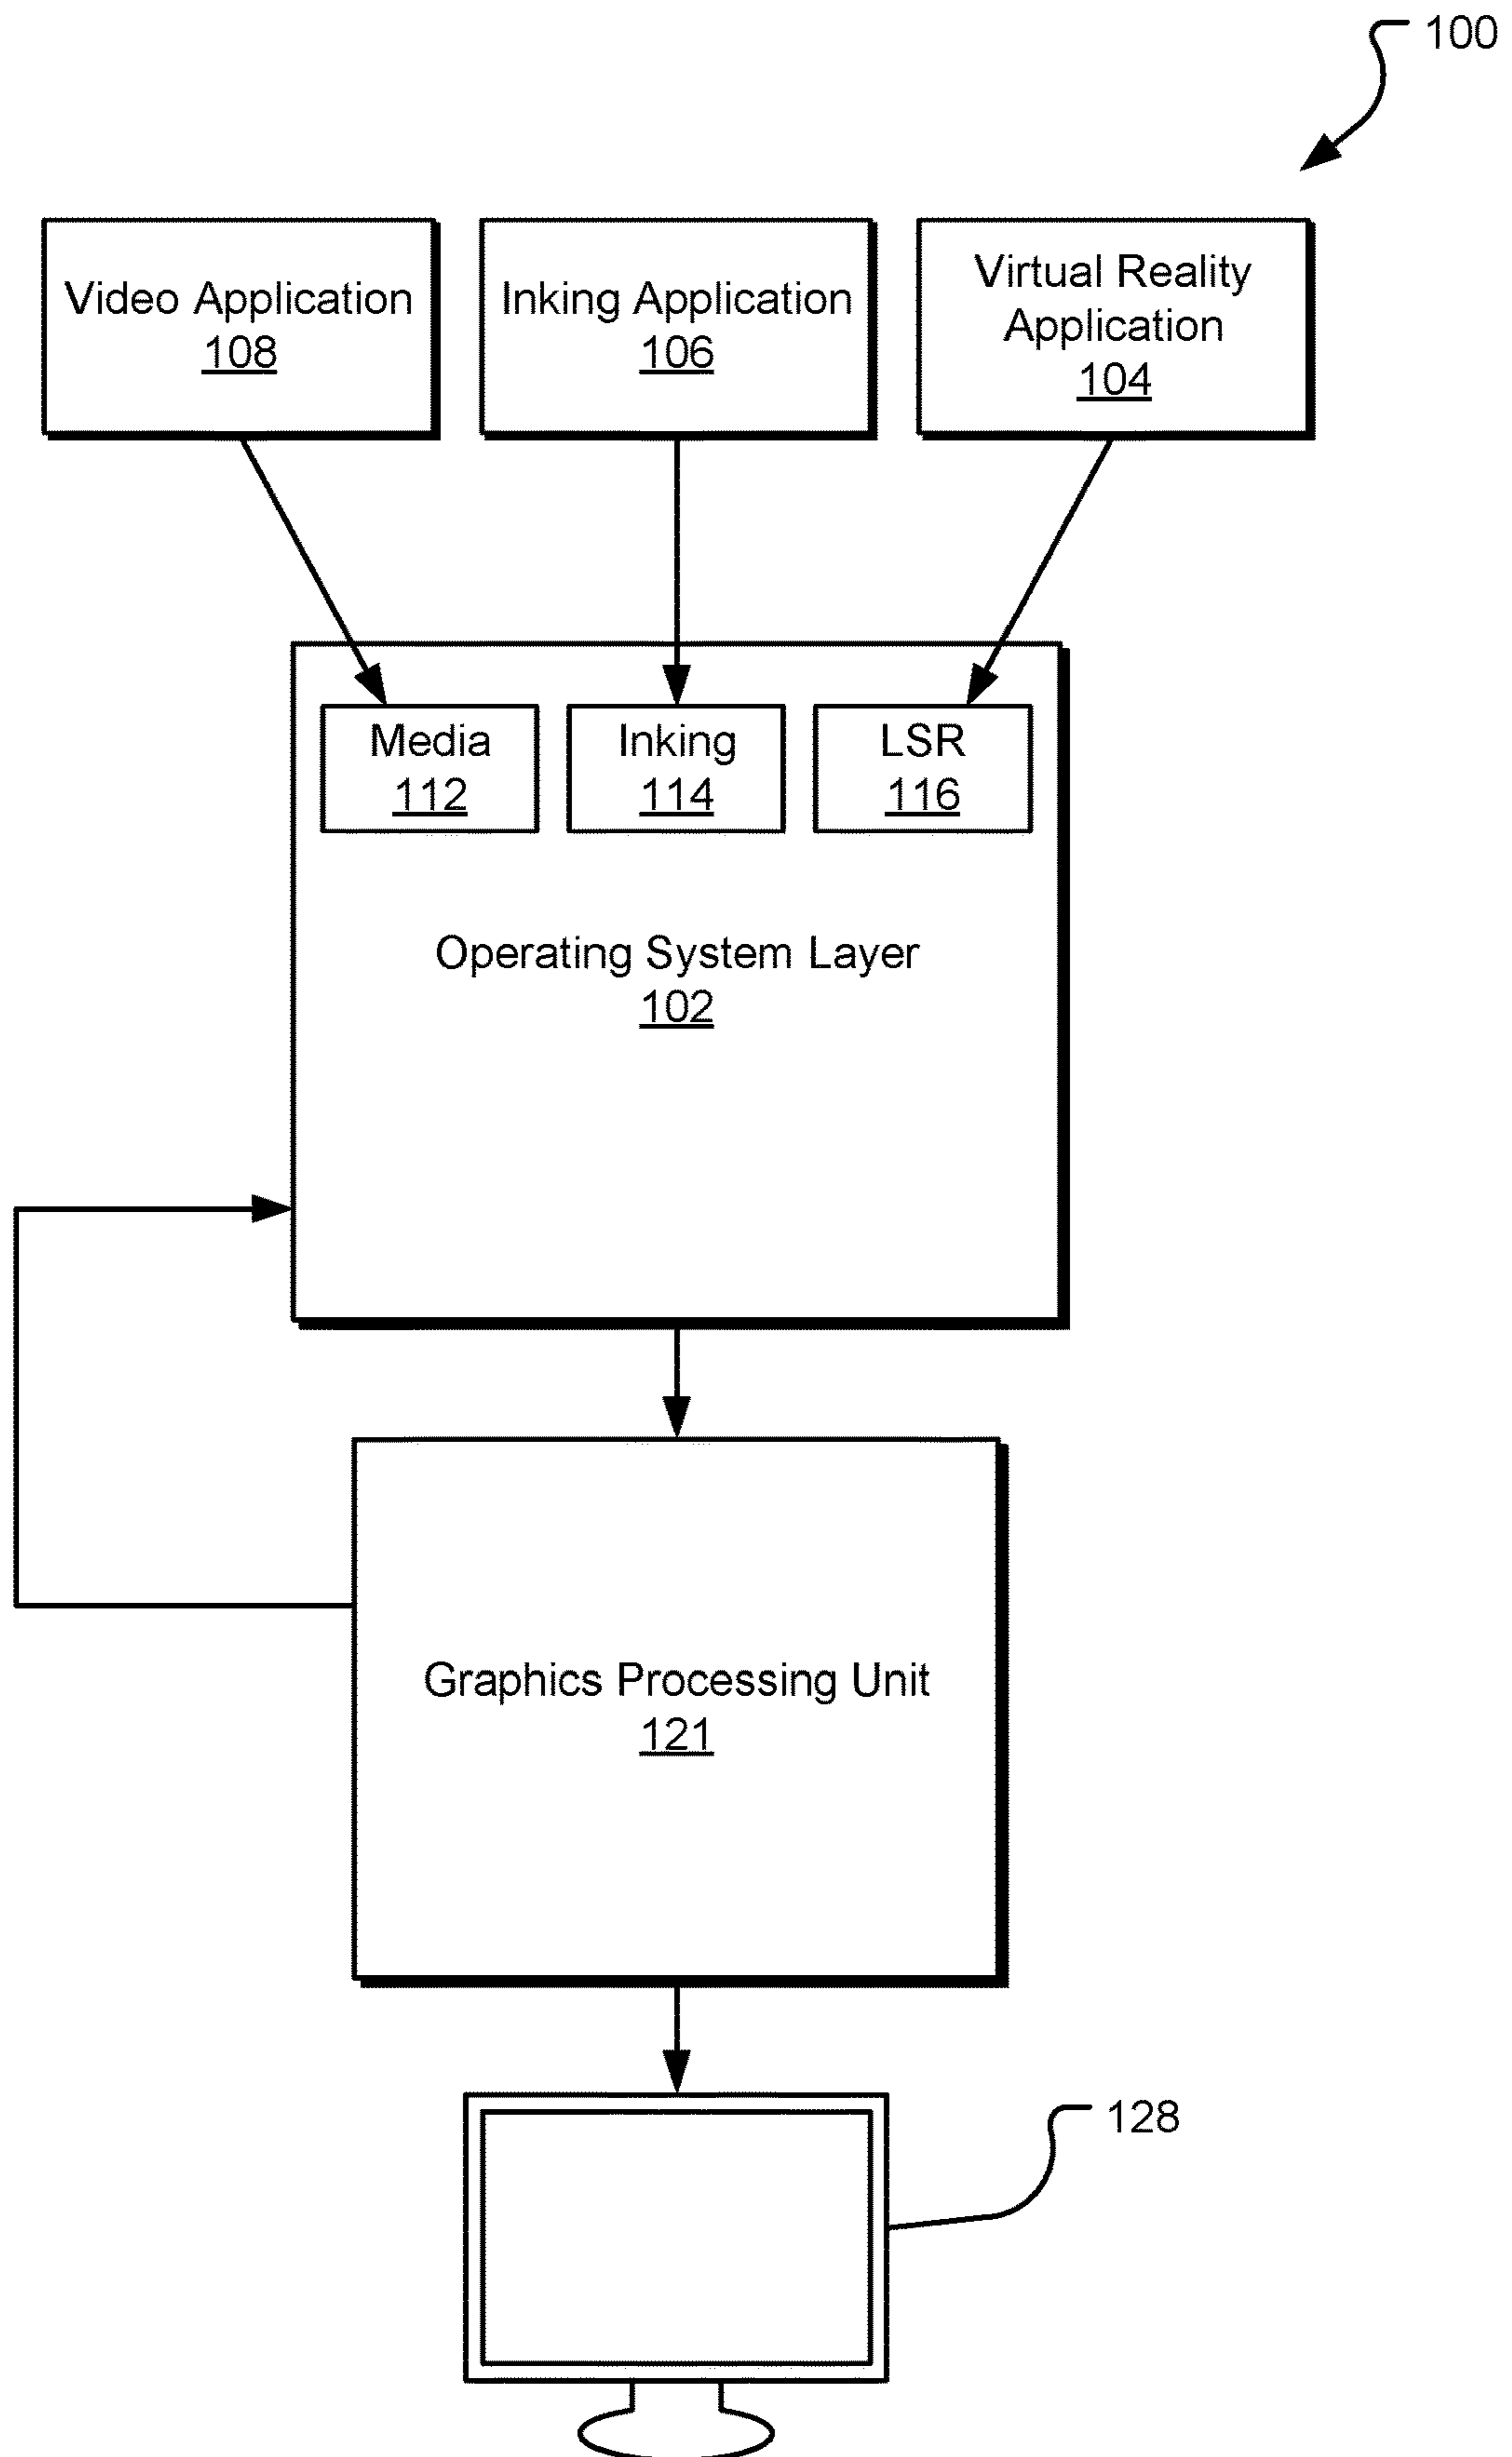 100
Video Application
108
Inking Application
106
Virtual Reality
Application
104
Media
112
Inking
114
LSR
116
Operating System Layer
102
Graphics Processing Unit
121
128